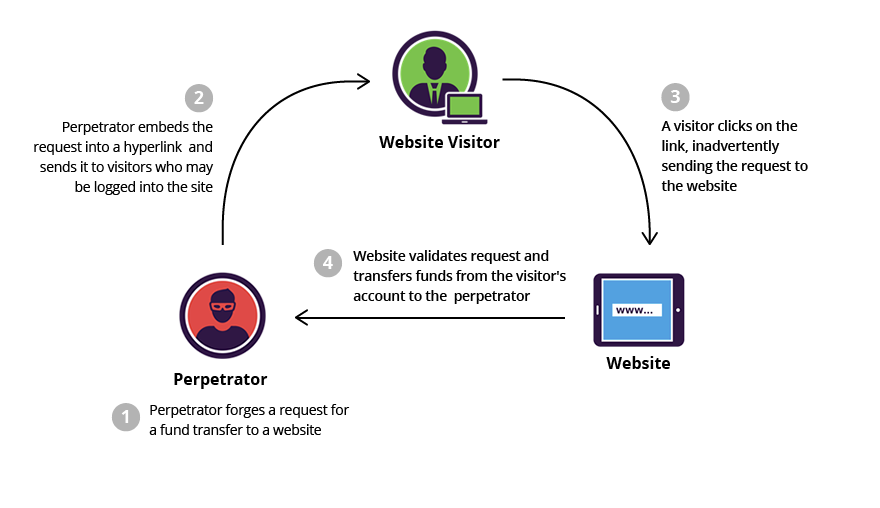 2
Perpetrator embeds the
request into a hyperlink and
sends it to visitors who may
be logged into the site
Website Visitor
3
A visitor clicks on the
link, inadvertently
sending the request to
the website
4
Website validates request and
transfers funds from the visitor's
account to the perpetrator
www...
Website
Perpetrator
1
Perpetrator forges a request for
a fund transfer to a website